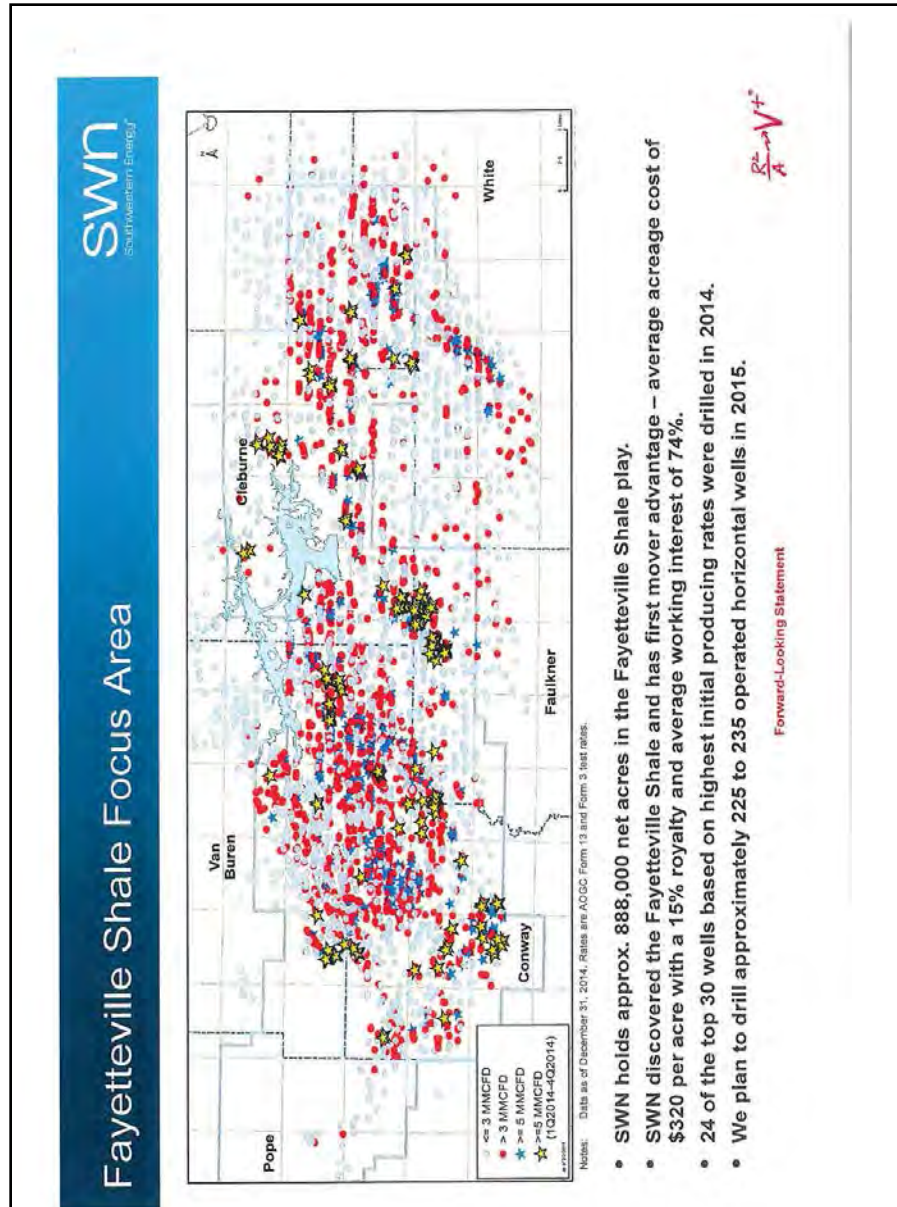 Fayetteville Shale Focus Area
SWN
Southwestern Energy™
Pope
Van
Buren
Cleburne
White
Conway
Faulkner
<= 3 MMCFD
> 3 MMCFD
>= 5 MMCFD
>=5 MMCFD
(1Q2014-4Q2014)
Notes: Data as of December 31, 2014. Rates are AOGC Form 13 and Form 3 test rates.
• SWN holds approx. 888,000 net acres in the Fayetteville Shale play.
• SWN discovered the Fayetteville Shale and has first mover advantage – average acreage cost of
$320 per acre with a 15% royalty and average working interest of 74%.
• 24 of the top 30 wells based on highest initial producing rates were drilled in 2014.
• We plan to drill approximately 225 to 235 operated horizontal wells in 2015.
Forward-Looking Statement
R²/A → V+